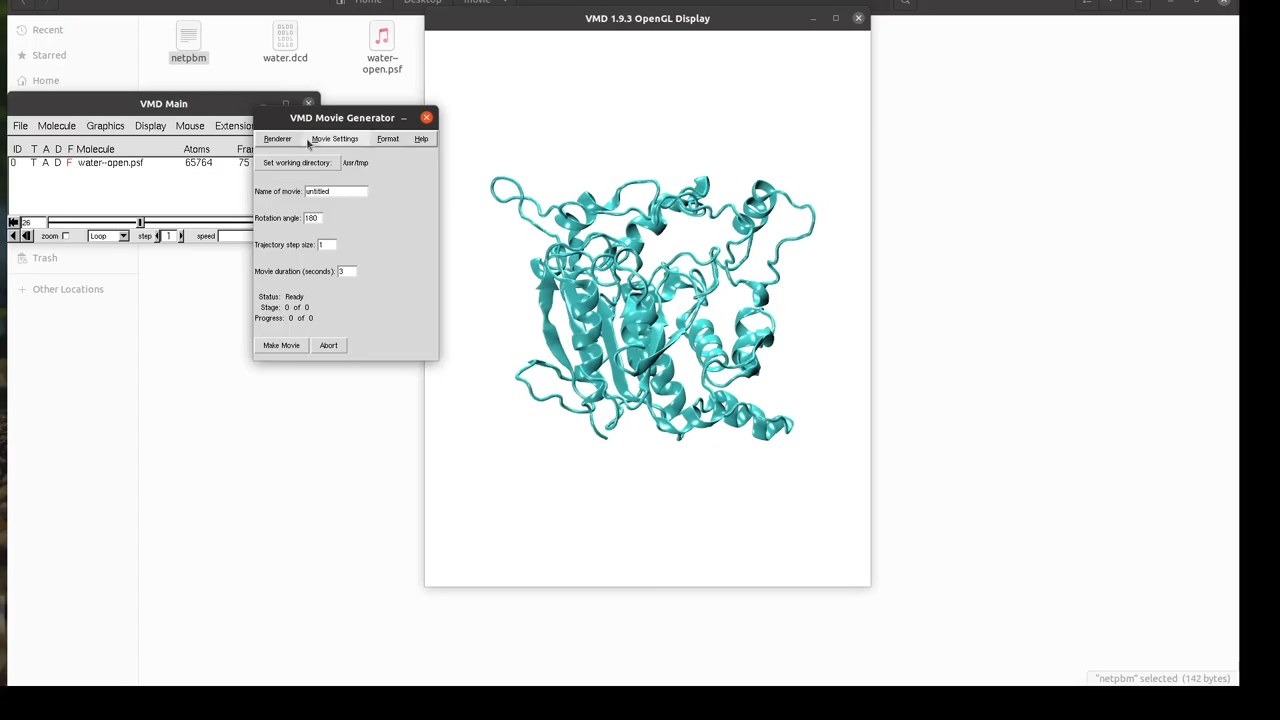 Home
Desktop
movie
VMD 1.9.3 OpenGL Display
Recent
Starred
Home
netpbm
water.dcd
water–
open.psf
VMD Main
File Molecule Graphics Display Mouse
ID T A D F Molecule Atoms
0 T A D F water--open.psf 65764 75
26
zoom Loop step 1 speed
VMD Movie Generator
Renderer Movie Settings Format Help
Set working directory: /usr/tmp
Name of movie: untitled
Rotation angle: 180
Trajectory step size: 1
Movie duration (seconds): 3
Status: Ready
Stage: 0 of 0
Progress: 0 of 0
Make Movie Abort
Trash
Other Locations
"netpbm" selected (142 bytes)